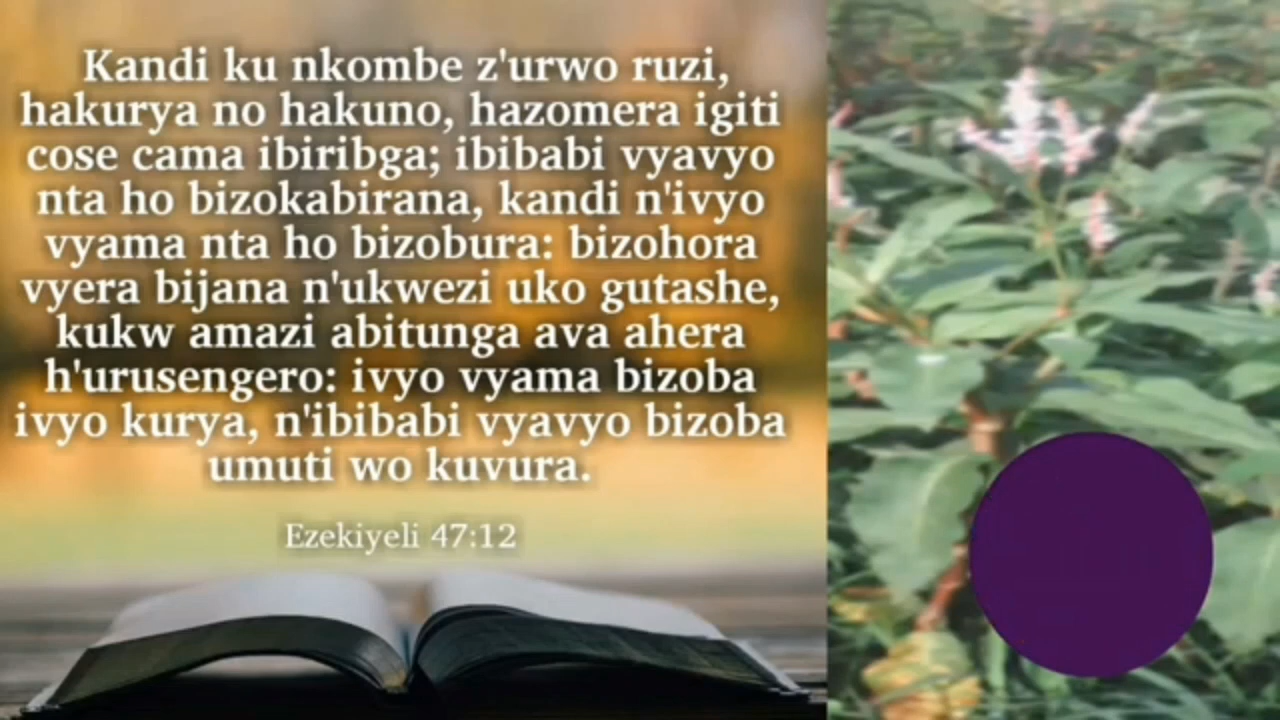 Kandi ku nkombe z'urwo ruzi,
hakurya no hakuno, hazomera igiti
cose cama ibiribga; ibibabi vyavyo
nta ho bizokabirana, kandi n'ivyo
vyama nta ho bizobura: bizohora
vyera bijana n'ukwezi uko gutashe,
kukw amazi abitunga ava ahera
h'urusengero: ivyo vyama bizoba
ivyo kurya, n'ibibabi vyavyo bizoba
umuti wo kuvura.
Ezekiyeli 47:12